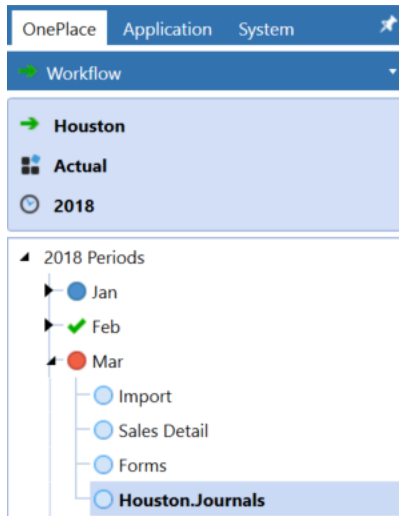 OnePlace Application System
Workflow
Houston
Actual
2018
2018 Periods
Jan
Feb
Mar
Import
Sales Detail
Forms
Houston.Journals